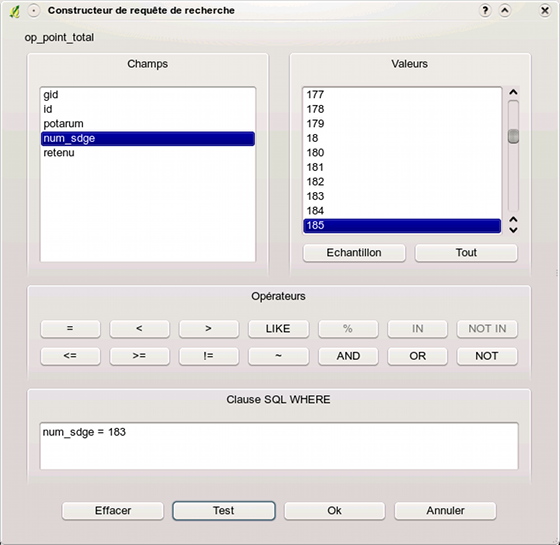 Constructeur de requête de recherche
op_point_total
Champs
gid
id
potarum
num_sdge
retenu
Valeurs
177
178
179
18
180
181
182
183
184
185
Echantillon Tout
Opérateurs
= < > LIKE % IN NOT IN
<= >= != ~ AND OR NOT
Clause SQL WHERE
num_sdge = 183
Effacer Test Ok Annuler